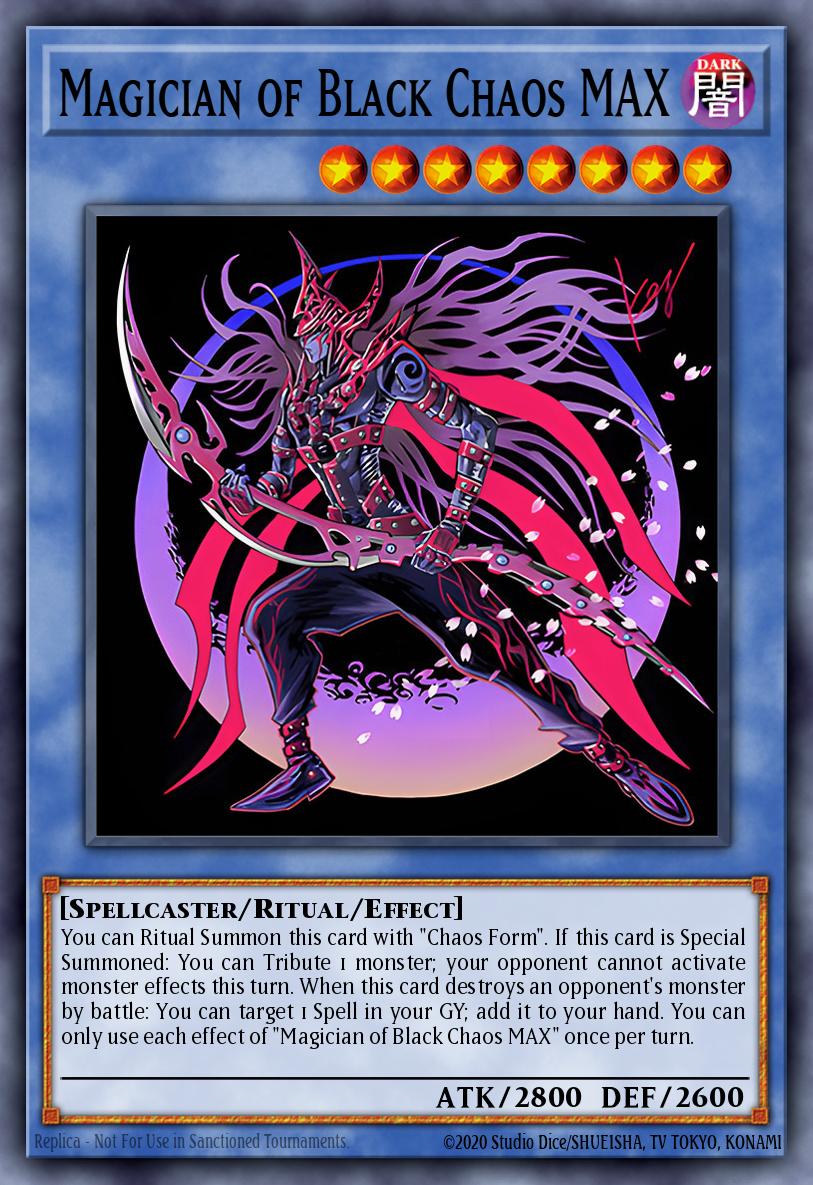 Magician of Black Chaos MAX
DARK
闇
[Spellcaster/Ritual/Effect]
You can Ritual Summon this card with "Chaos Form". If this card is Special
Summoned: You can Tribute 1 monster; your opponent cannot activate
monster effects this turn. When this card destroys an opponent's monster
by battle: You can target 1 Spell in your GY; add it to your hand. You can
only use each effect of "Magician of Black Chaos MAX" once per turn.
ATK/2800 DEF/2600
Replica - Not For Use in Sanctioned Tournaments.
©2020 Studio Dice/SHUEISHA, TV TOKYO, KONAMI